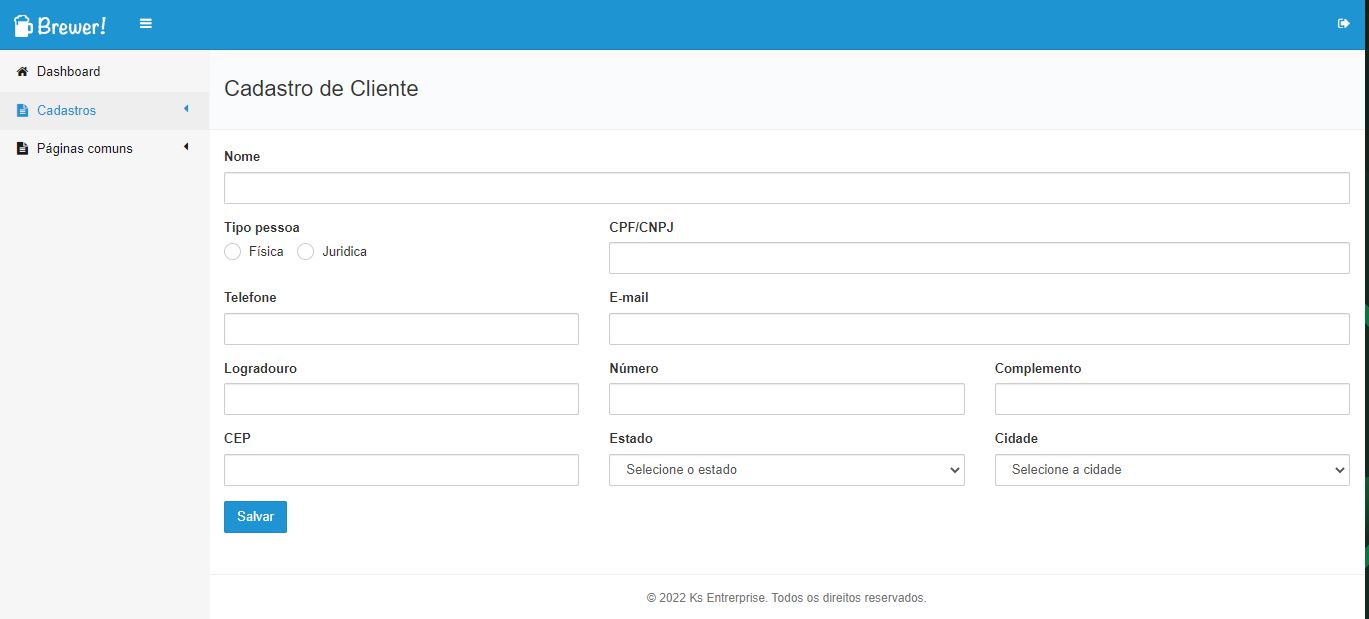 Brewer!
Dashboard
Cadastros
Páginas comuns
Cadastro de Cliente
Nome
Tipo pessoa CPF/CNPJ
Física Juridica
Telefone E-mail
Logradouro Número Complemento
CEP Estado Cidade
Selecione o estado Selecione a cidade
Salvar
© 2022 Ks Entrerprise. Todos os direitos reservados.